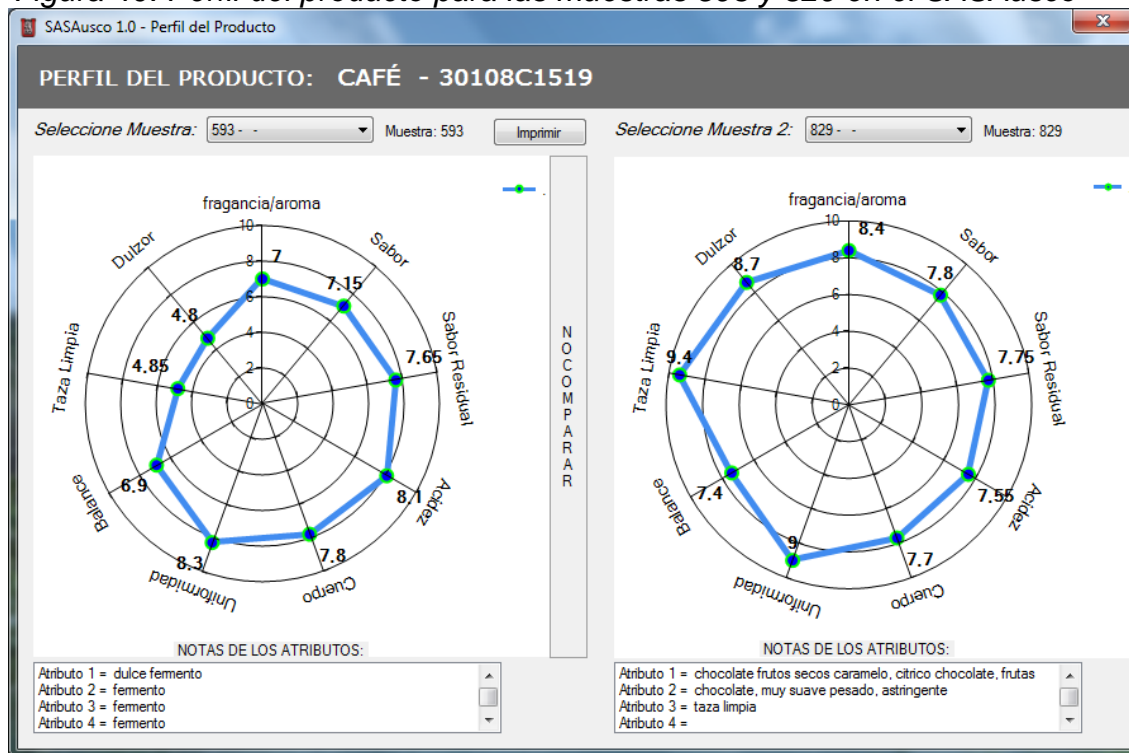 SASAusco 1.0 - Perfil del Producto
PERFIL DEL PRODUCTO: CAFÉ - 30108C1519
Seleccione Muestra: 593 - - Muestra: 593 Imprimir
Seleccione Muestra 2: 829 - - Muestra: 829
fragancia/aroma
Sabor
Sabor Residual
Acidez
Cuerpo
Uniformidad
Balance
Taza Limpia
Dulzor
10
8
6
4
2
0
7
7.15
7.65
8.1
7.8
8.3
6.9
4.85
4.8
NOTAS DE LOS ATRIBUTOS:
Atributo 1 = dulce fermento
Atributo 2 = fermento
Atributo 3 = fermento
Atributo 4 = fermento
NO COMPARAR
fragancia/aroma
Sabor
Sabor Residual
Acidez
Cuerpo
Uniformidad
Balance
Taza Limpia
Dulzor
10
8
6
4
2
0
8.4
7.8
7.75
7.55
7.7
9
7.4
9.4
8.7
NOTAS DE LOS ATRIBUTOS:
Atributo 1 = chocolate frutos secos caramelo, citrico chocolate, frutas
Atributo 2 = chocolate, muy suave pesado, astringente
Atributo 3 = taza limpia
Atributo 4 =